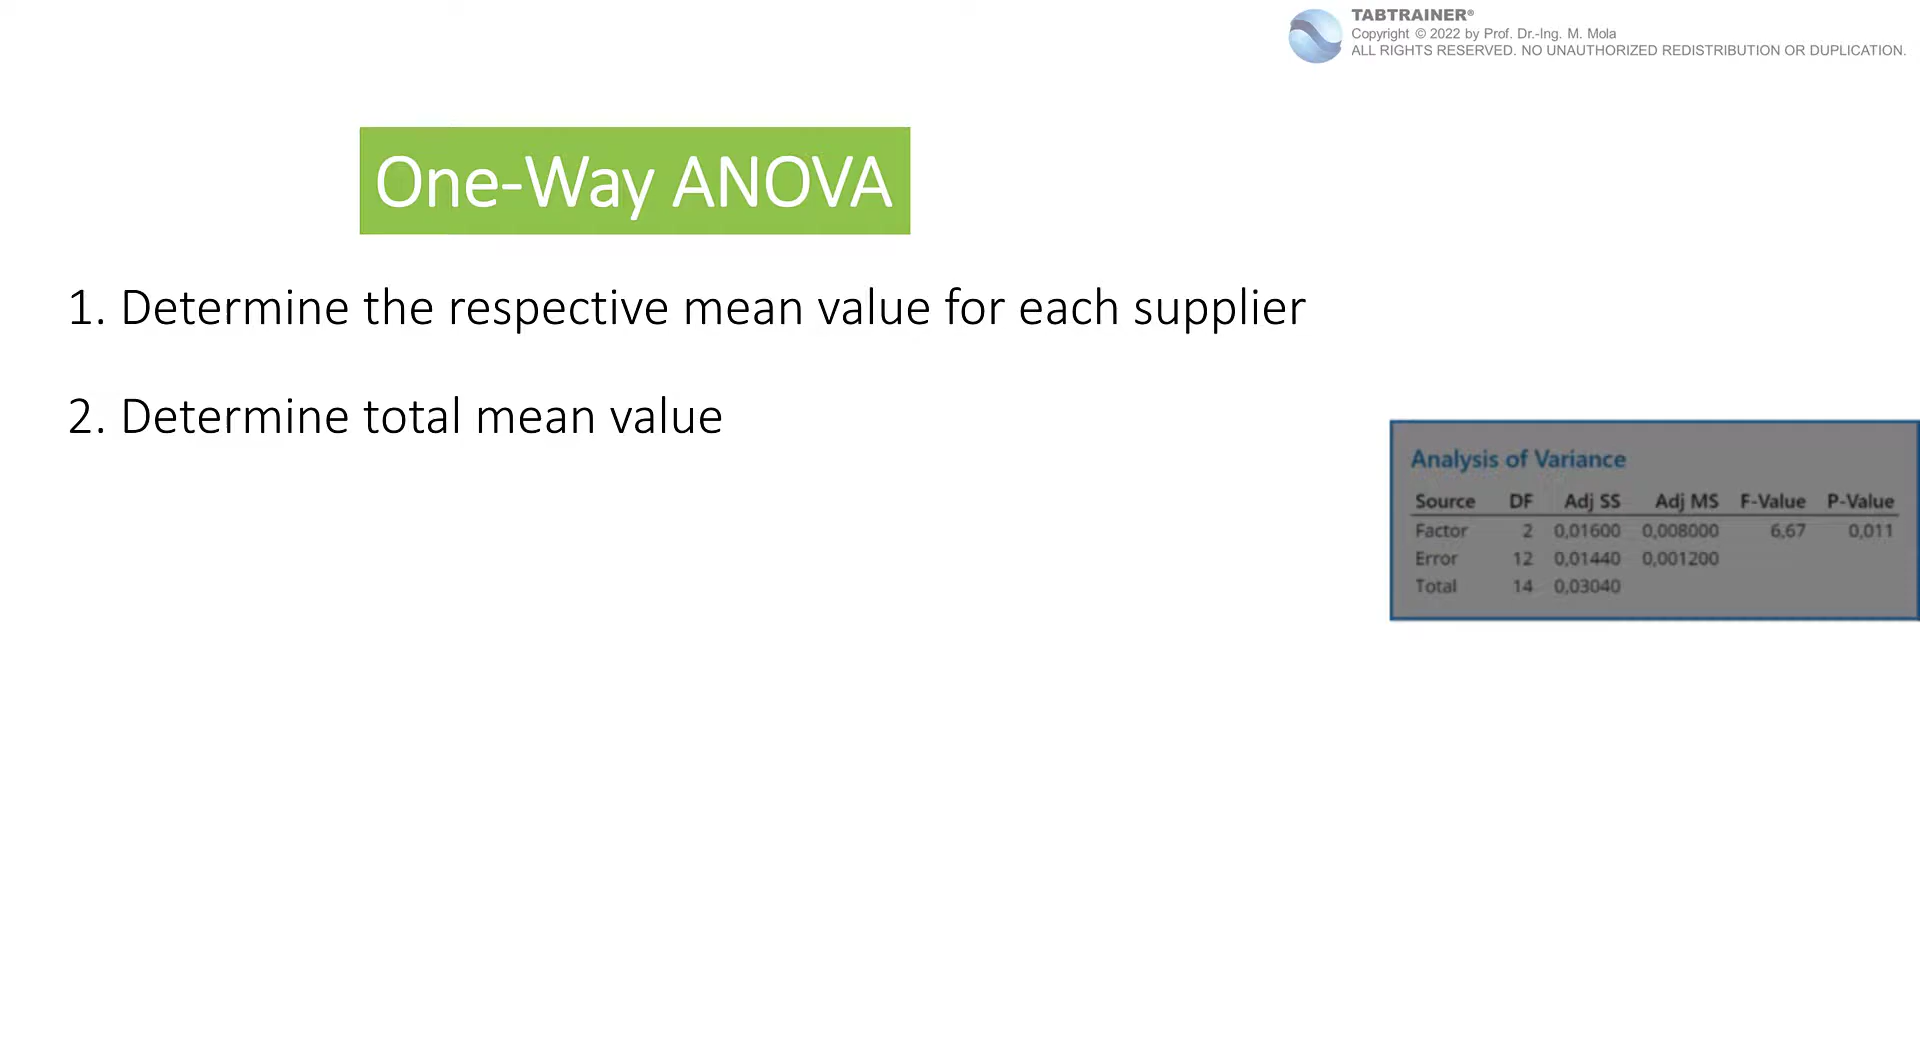 TABTRAINER®
Copyright © 2022 by Prof. Dr.-Ing. M. Mola
ALL RIGHTS RESERVED. NO UNAUTHORIZED REDISTRIBUTION OR DUPLICATION.
One-Way ANOVA
1. Determine the respective mean value for each supplier
2. Determine total mean value
Analysis of Variance
Source DF Adj SS Adj MS F-Value P-Value
Factor 2 0,01600 0,008000 6,67 0,011
Error 12 0,01440 0,001200
Total 14 0,03040